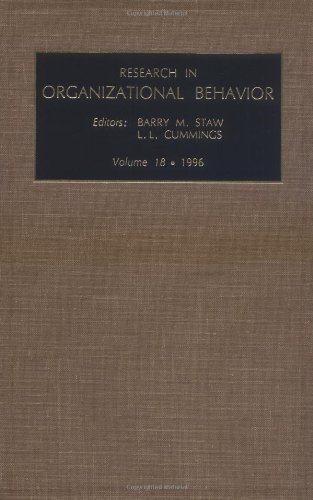 RESEARCH IN
ORGANIZATIONAL BEHAVIOR
Editors: BARRY M. STAW
L. L. CUMMINGS
Volume 18 • 1996